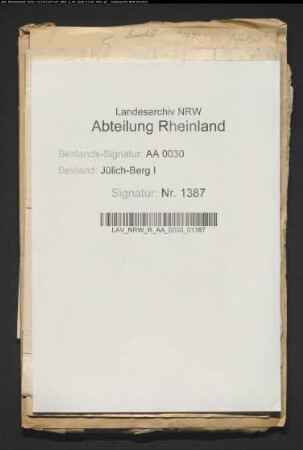 Landesarchiv NRW
Abteilung Rheinland
Bestands-Signatur: AA 0030
Bestand: Jülich-Berg I
Signatur: Nr. 1387
LAV_NRW_R_AA_0030_01387